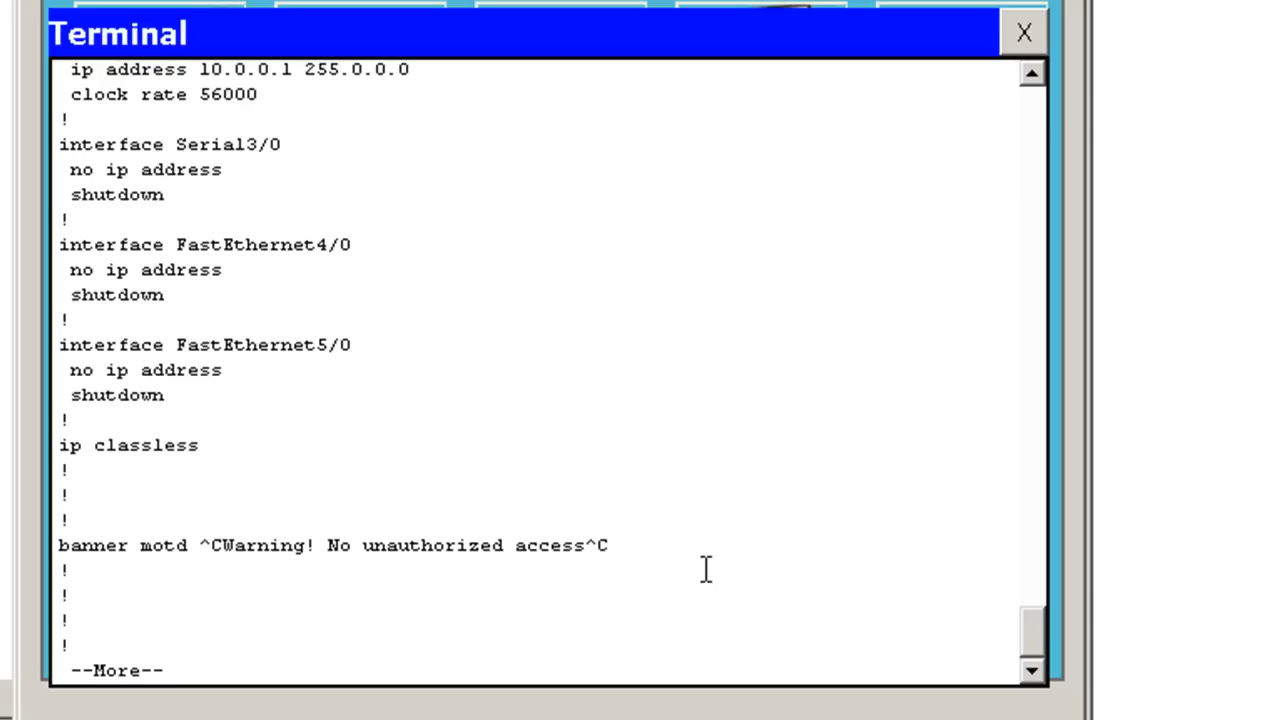 Terminal
X
ip address 10.0.0.1 255.0.0.0
clock rate 56000
!
interface Serial3/0
no ip address
shutdown
!
interface FastEthernet4/0
no ip address
shutdown
!
interface FastEthernet5/0
no ip address
shutdown
!
ip classless
!
!
!
banner motd ^CWarning! No unauthorized access^C
!
!
!
!
--More--